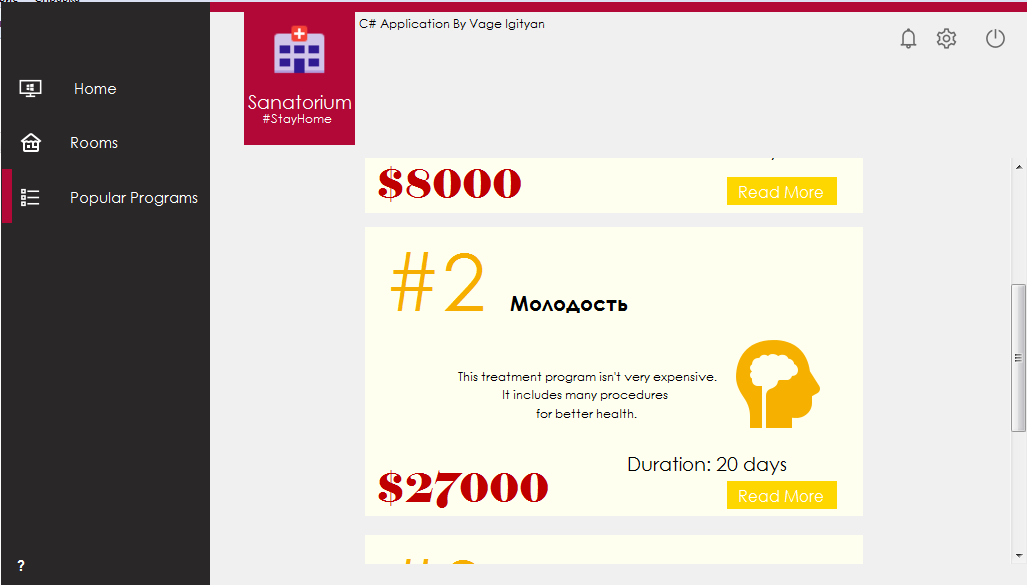 C# Application By Vage Igityan
Sanatorium
#StayHome
Home
Rooms
Popular Programs
?
$8000
Read More
#2
Молодость
This treatment program isn't very expensive.
It includes many procedures
for better health.
Duration: 20 days
$27000
Read More